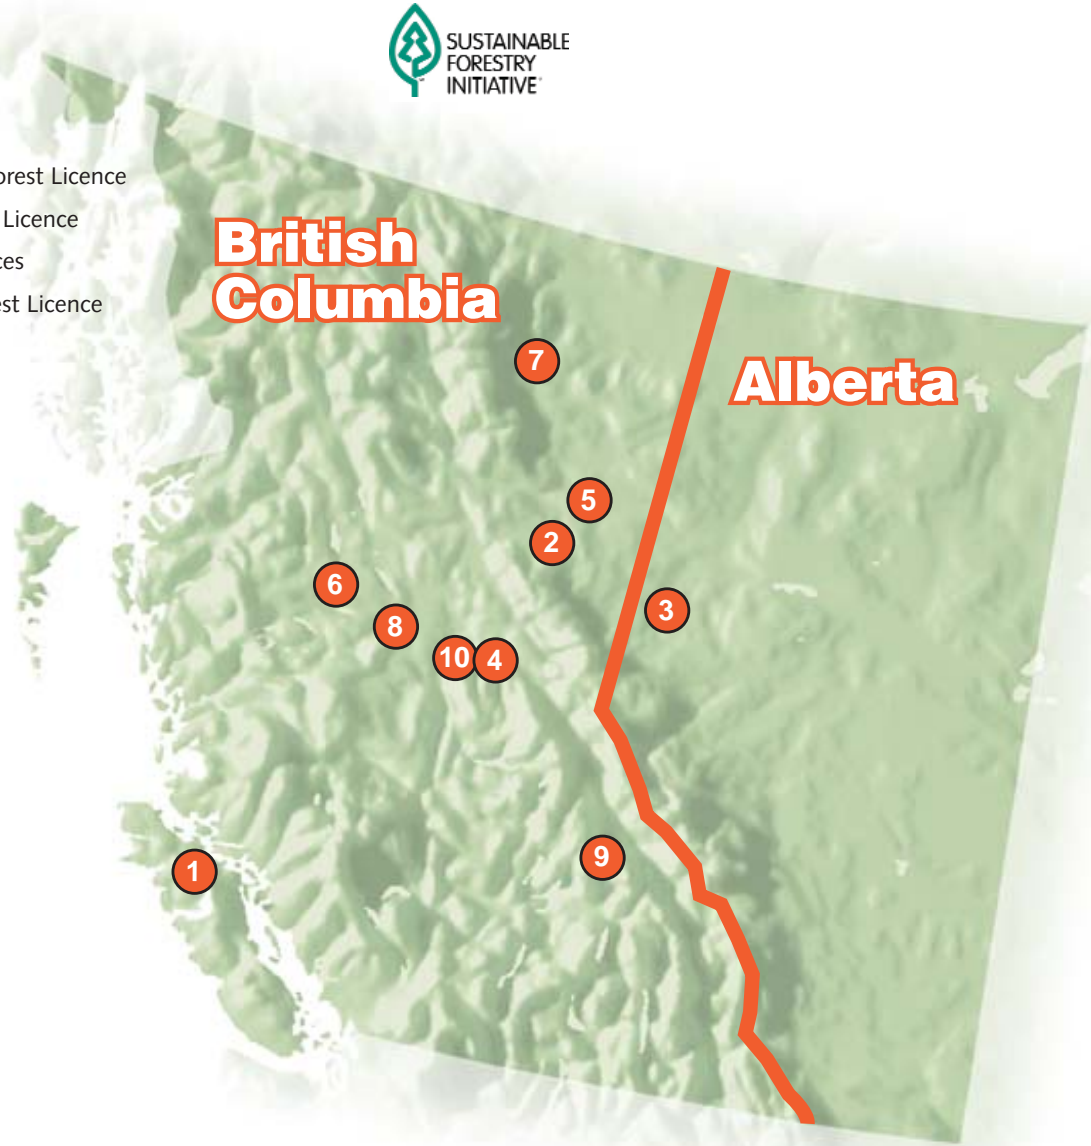 SUSTAINABLE
FORESTRY
INITIATIVE
orest Licence
Licence
ces
est Licence
British
Columbia
Alberta
7
5
2
6
3
8
10 4
9
1